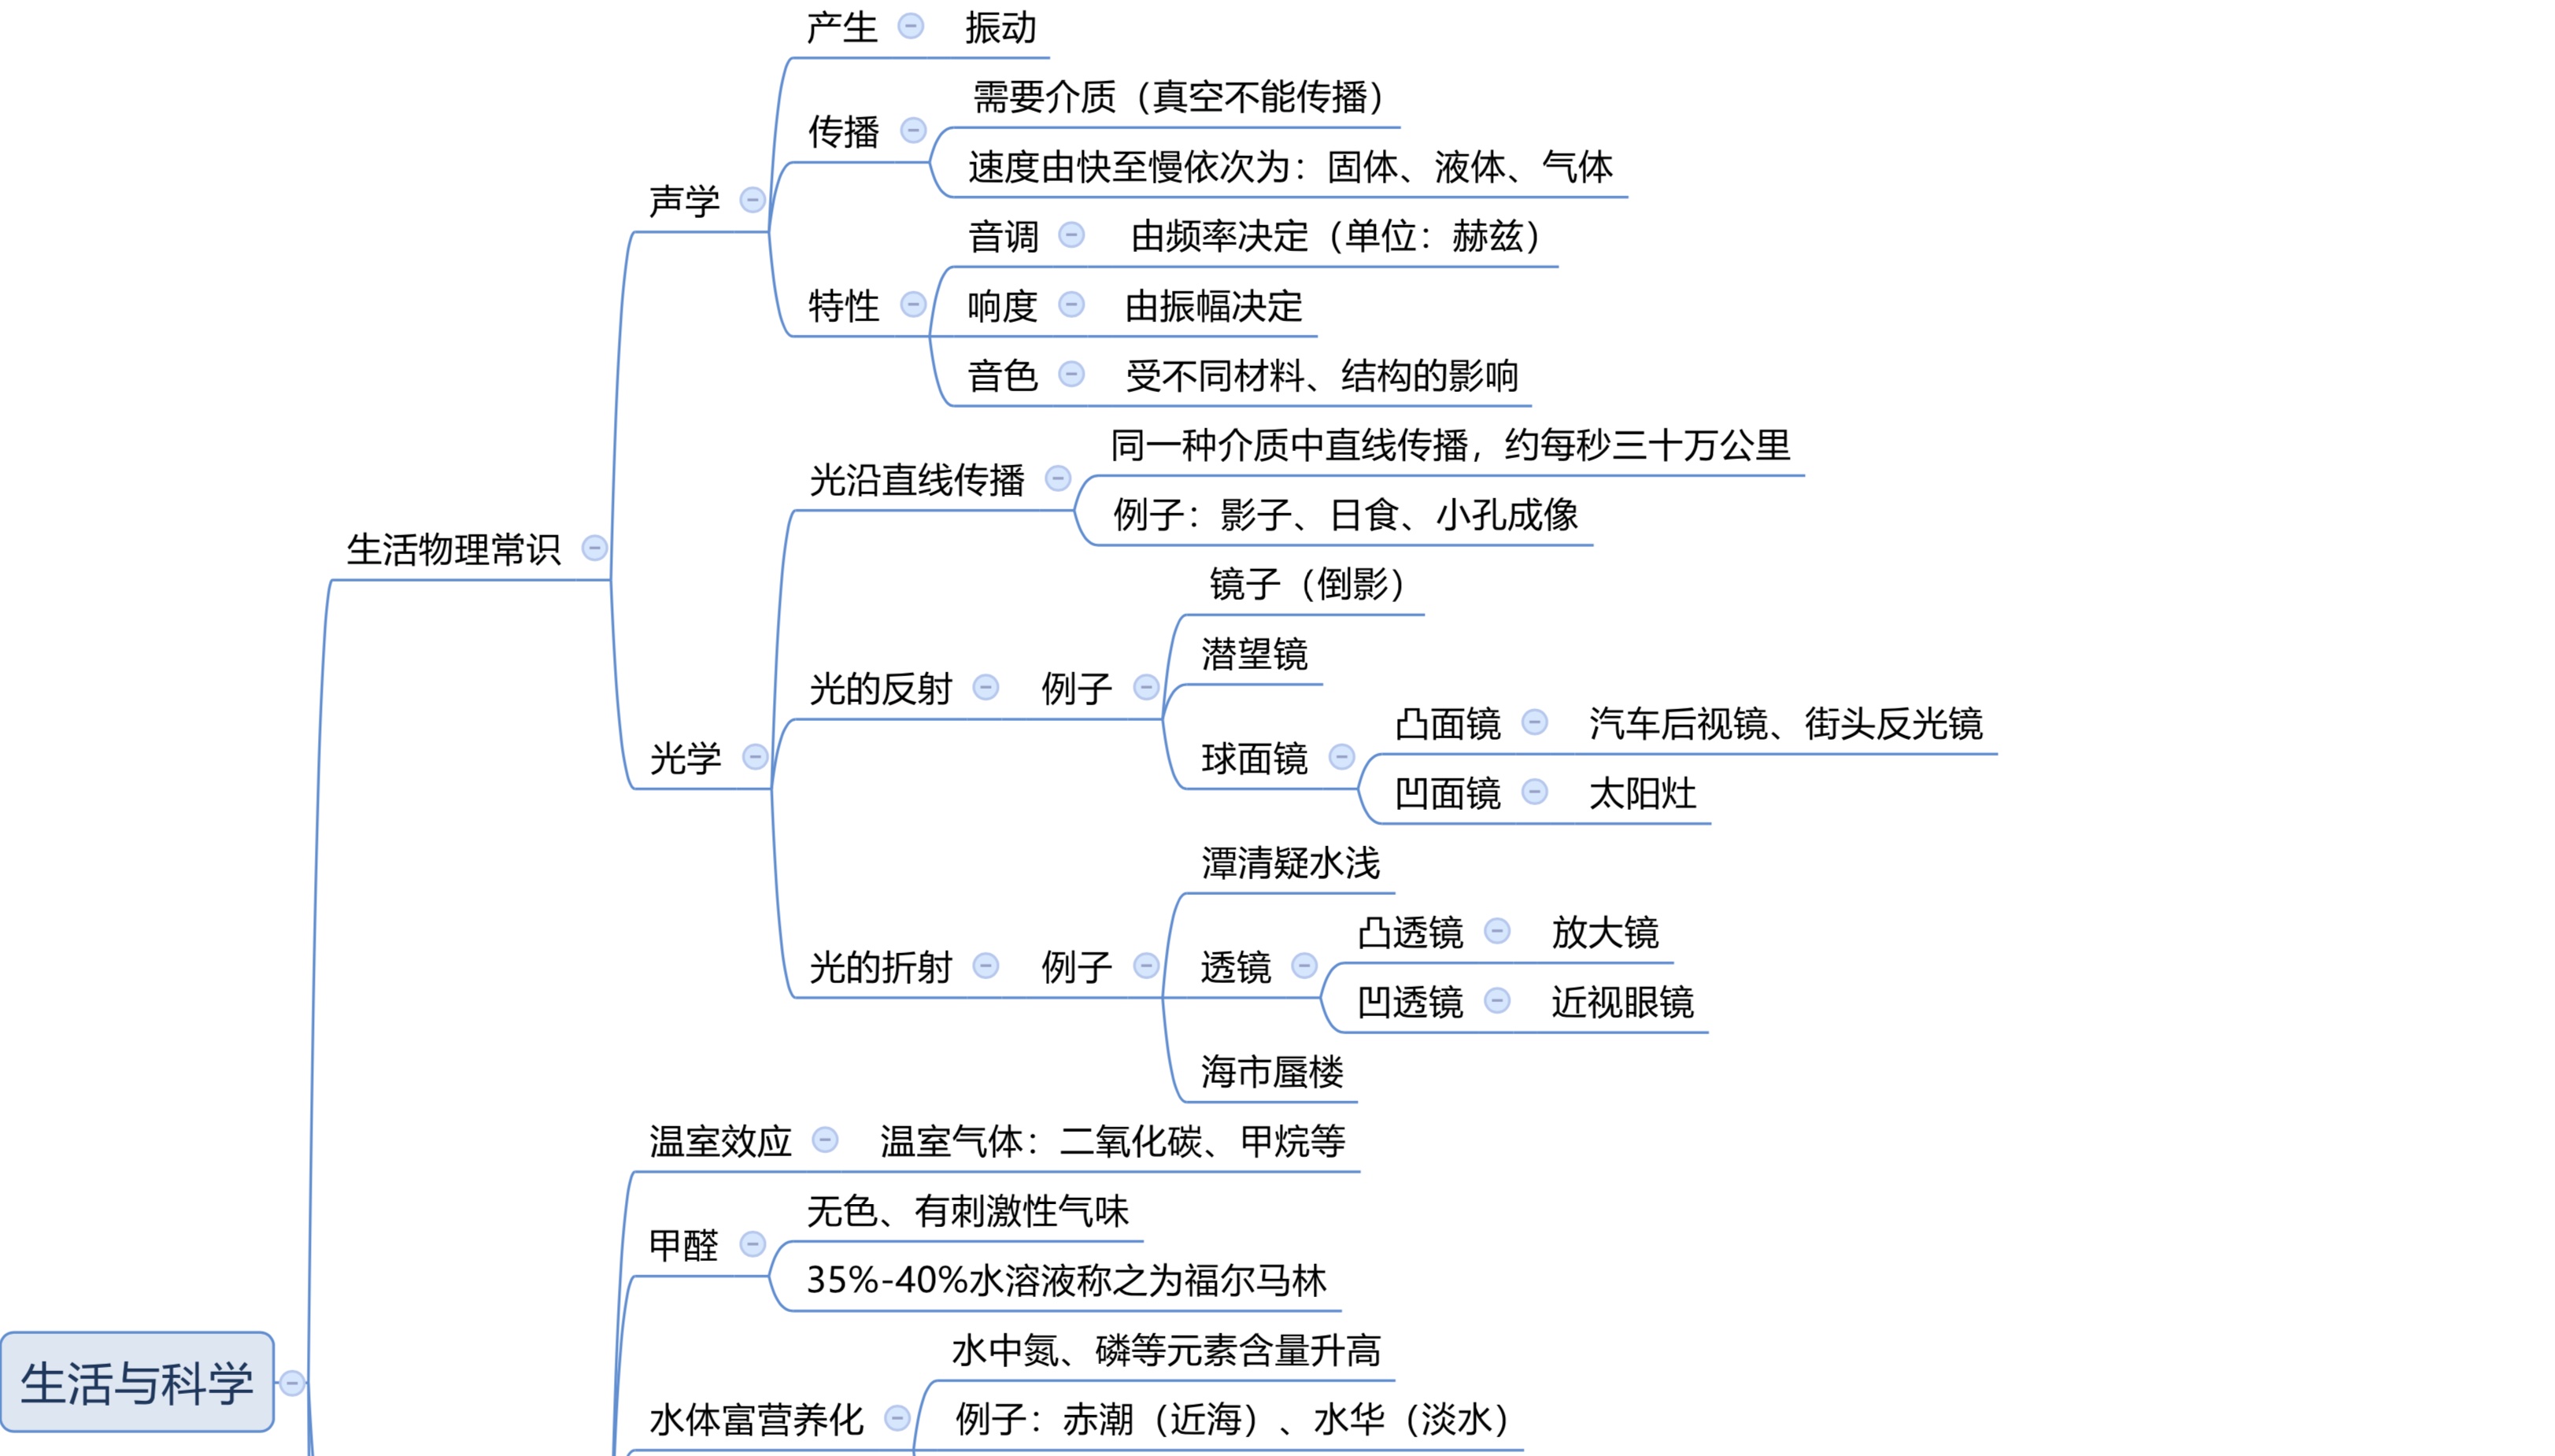 产生 振动
需要介质（真空不能传播）
传播
速度由快至慢依次为：固体、液体、气体
声学
音调 由频率决定（单位：赫兹）
特性 响度 由振幅决定
音色 受不同材料、结构的影响
同一种介质中直线传播，约每秒三十万公里
光沿直线传播
例子：影子、日食、小孔成像
生活物理常识
镜子（倒影）
潜望镜
光的反射 例子
凸面镜 汽车后视镜、街头反光镜
光学
球面镜
凹面镜 太阳灶
潭清疑水浅
凸透镜 放大镜
光的折射 例子 透镜
凹透镜 近视眼镜
海市蜃楼
温室效应 温室气体：二氧化碳、甲烷等
无色、有刺激性气味
甲醛
35%-40%水溶液称之为福尔马林
水中氮、磷等元素含量升高
生活与科学
水体富营养化 例子：赤潮（近海）、水华（淡水）